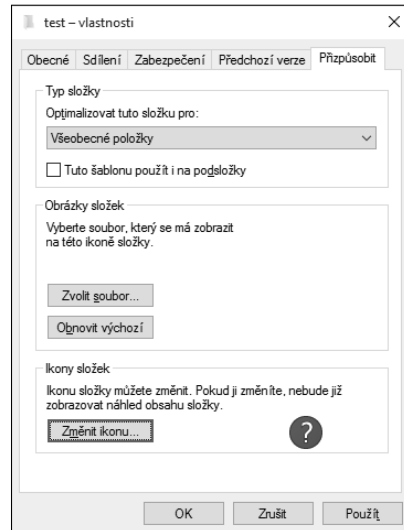 test – vlastnosti
Obecné Sdílení Zabezpečení Předchozí verze Přizpůsobit
Typ složky
Optimalizovat tuto složku pro:
Všeobecné položky
Tuto šablonu použít i na podsložky
Obrázky složek
Vyberte soubor, který se má zobrazit
na této ikoně složky.
Zvolit soubor...
Obnovit výchozí
Ikony složek
Ikonu složky můžete změnit. Pokud ji změníte, nebude již
zobrazovat náhled obsahu složky.
Změnit ikonu...
?
OK Zrušit Použít